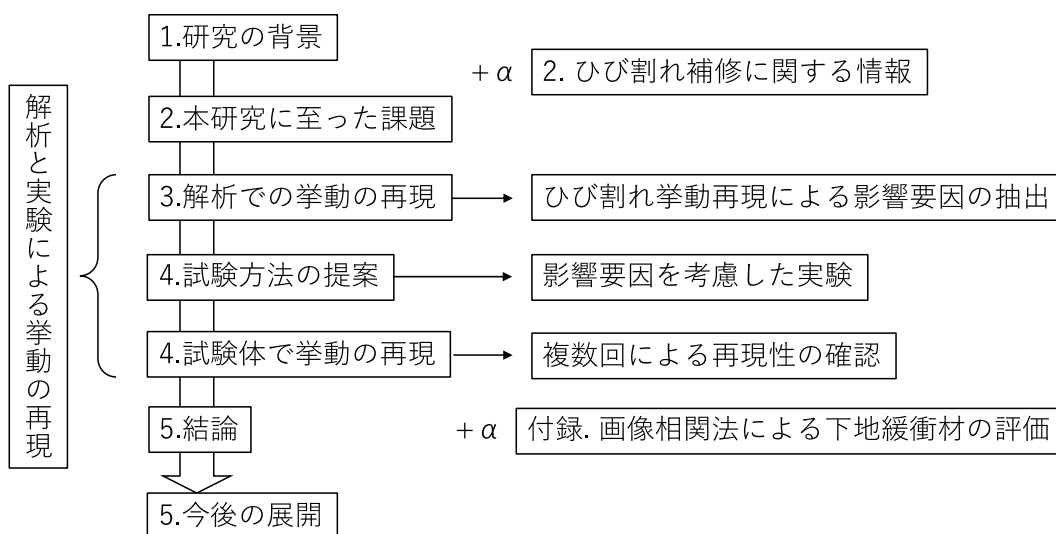 1.研究の背景
+α 2. ひび割れ補修に関する情報
2.本研究に至った課題
解析と実験による挙動の再現
3.解析での挙動の再現
ひび割れ挙動再現による影響要因の抽出
4.試験方法の提案
影響要因を考慮した実験
4.試験体で挙動の再現
複数回による再現性の確認
5.結論
+α 付録. 画像相関法による下地緩衝材の評価
5.今後の展開